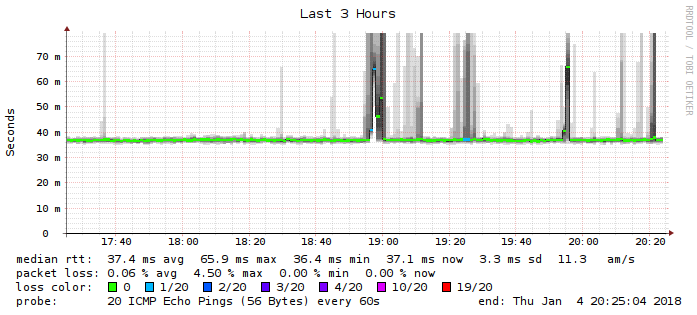 Last 3 Hours
RRDTOOL / TOBI OETIKER
Seconds
70 m
60 m
50 m
40 m
30 m
20 m
10 m
0
17:40 18:00 18:20 18:40 19:00 19:20 19:40 20:00 20:20
median rtt: 37.4 ms avg 65.9 ms max 36.4 ms min 37.1 ms now 3.3 ms sd 11.3 am/s
packet loss: 0.06 % avg 4.50 % max 0.00 % min 0.00 % now
loss color: 0 1/20 2/20 3/20 4/20 10/20 19/20
probe: 20 ICMP Echo Pings (56 Bytes) every 60s end: Thu Jan 4 20:25:04 2018